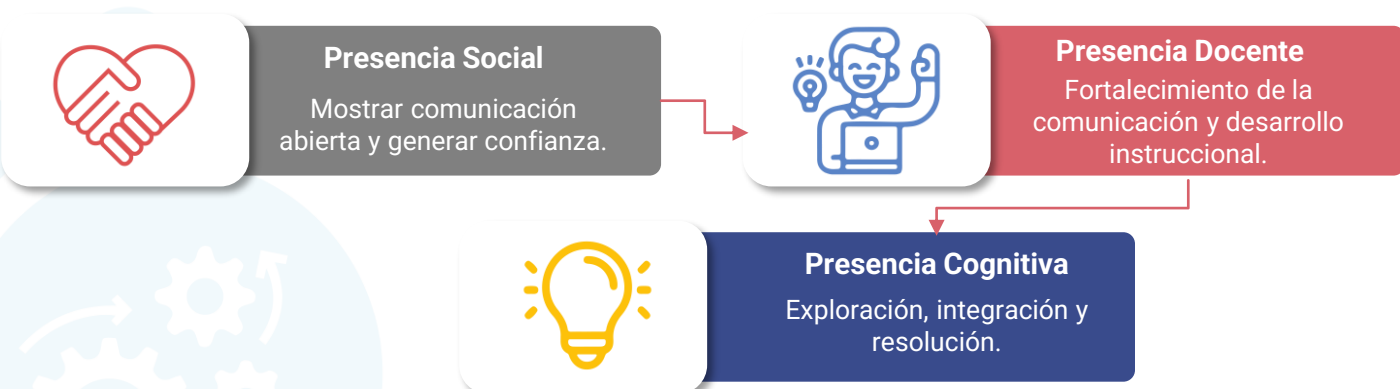 Presencia Social
Mostrar comunicación
abierta y generar confianza.
Presencia Docente
Fortalecimiento de la
comunicación y desarrollo
instruccional.
Presencia Cognitiva
Exploración, integración y
resolución.